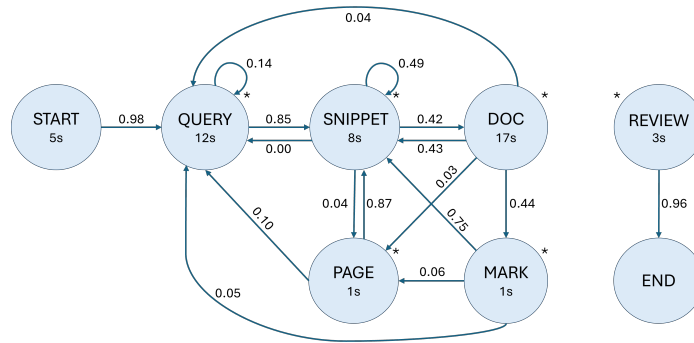 0.04
0.14
0.49
*
*
*
*
START
5s
0.98
QUERY
12s
0.85
0.00
SNIPPET
8s
0.42
0.43
DOC
17s
REVIEW
3s
0.04
0.87
0.03
0.75
0.44
0.96
0.10
*
*
PAGE
1s
0.06
MARK
1s
END
0.05